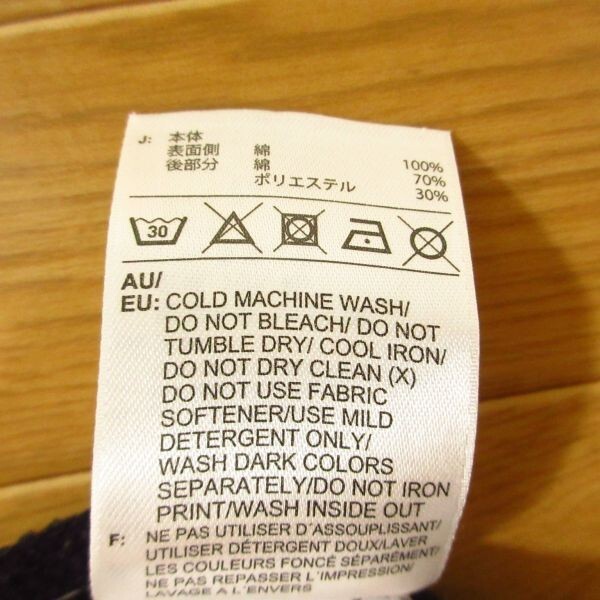 J: 本体
表面側 綿 100%
後部分 綿 70%
ポリエステル 30%
30
AU/
EU: COLD MACHINE WASH/
DO NOT BLEACH/ DO NOT
TUMBLE DRY/ COOL IRON/
DO NOT DRY CLEAN (X)
DO NOT USE FABRIC
SOFTENER/USE MILD
DETERGENT ONLY/
WASH DARK COLORS
SEPARATELY/DO NOT IRON
PRINT/WASH INSIDE OUT
F: NE PAS UTILISER D'ASSOUPLISSANT/
UTILISER DÉTERGENT DOUX/LAVER
LES COULEURS FONCÉ SÉPARÉMENT/
NE PAS REPASSER L'IMPRESSION/
LAVAGE A L'ENVERS